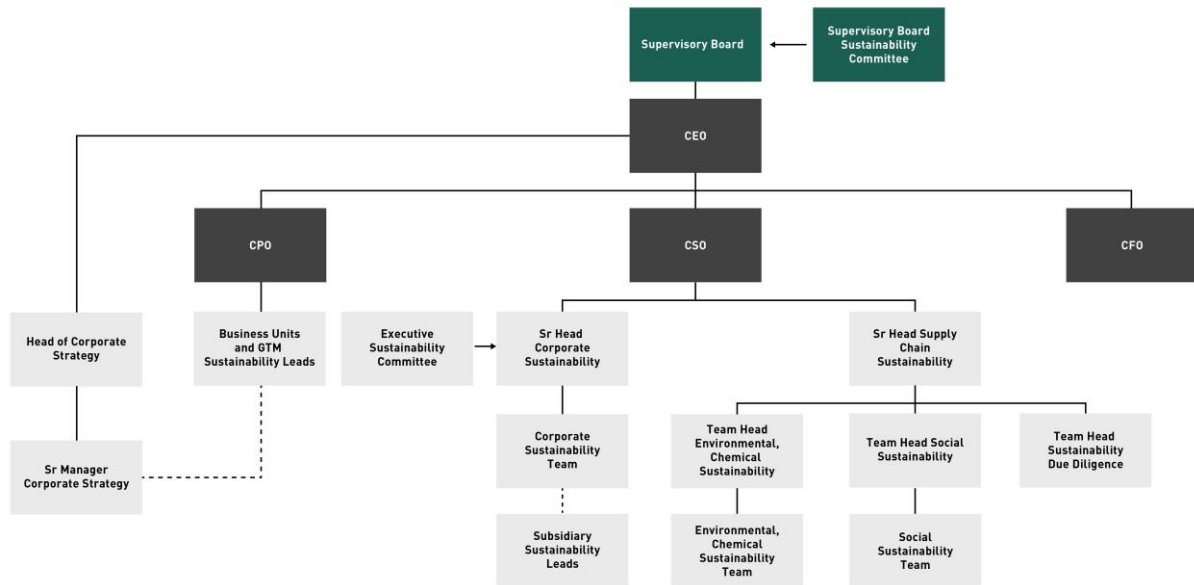 Supervisory Board
Supervisory Board
Sustainability
Committee
CEO
CPO
CSO
CFO
Head of Corporate
Strategy
Business Units
and GTM
Sustainability Leads
Executive
Sustainability
Committee
Sr Head
Corporate
Sustainability
Sr Head Supply
Chain
Sustainability
Sr Manager
Corporate Strategy
Corporate
Sustainability
Team
Team Head
Environmental,
Chemical
Sustainability
Team Head Social
Sustainability
Team Head
Sustainability
Due Diligence
Subsidiary
Sustainability
Leads
Environmental,
Chemical
Sustainability
Team
Social
Sustainability
Team